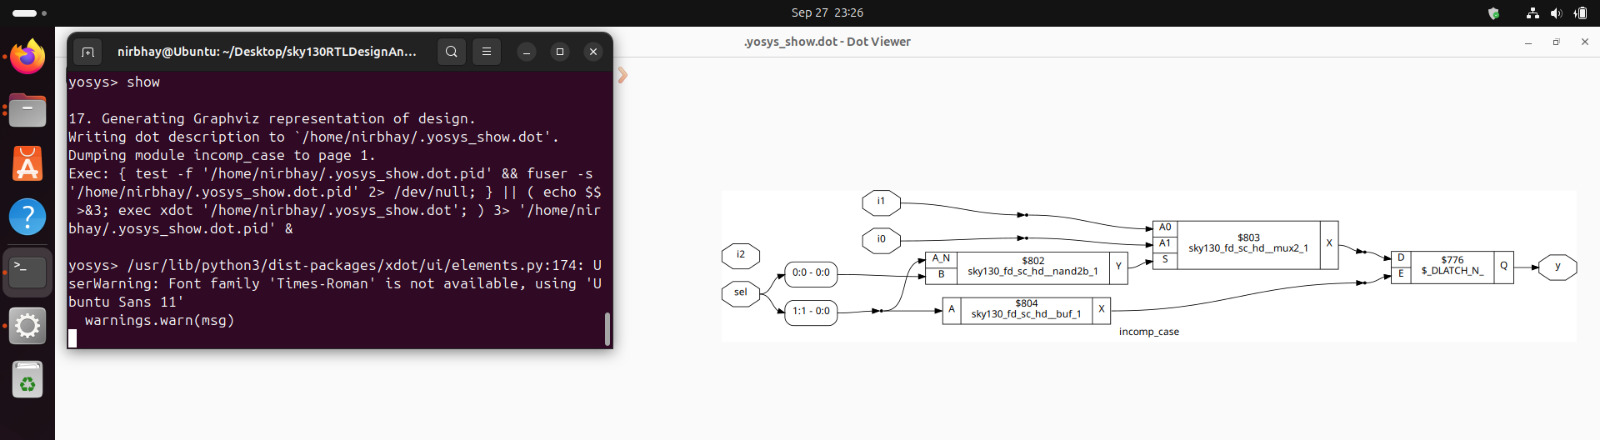 Sep 27 23:26
nirbhay@Ubuntu: ~/Desktop/sky130RTLDesignAn...
.yosys_show.dot - Dot Viewer
yosys> show
17. Generating Graphviz representation of design.
Writing dot description to `/home/nirbhay/.yosys_show.dot'.
Dumping module incomp_case to page 1.
Exec: { test -f '/home/nirbhay/.yosys_show.dot.pid' && fuser -s
'/home/nirbhay/.yosys_show.dot.pid' 2> /dev/null; } || ( echo $$
>&3; exec xdot '/home/nirbhay/.yosys_show.dot'; ) 3> '/home/nir
bhay/.yosys_show.dot.pid' &
yosys> /usr/lib/python3/dist-packages/xdot/ui/elements.py:174: U
serWarning: Font family 'Times-Roman' is not available, using 'U
buntu Sans 11'
warnings.warn(msg)
i1
i0
i2
sel
0:0 - 0:0
1:1 - 0:0
A_N
B
$802
sky130_fd_sc_hd__nand2b_1
Y
A
$804
sky130_fd_sc_hd__buf_1
X
A0
A1
S
$803
sky130_fd_sc_hd__mux2_1
X
D
E
$776
$_DLATCH_N_
Q
y
incomp_case